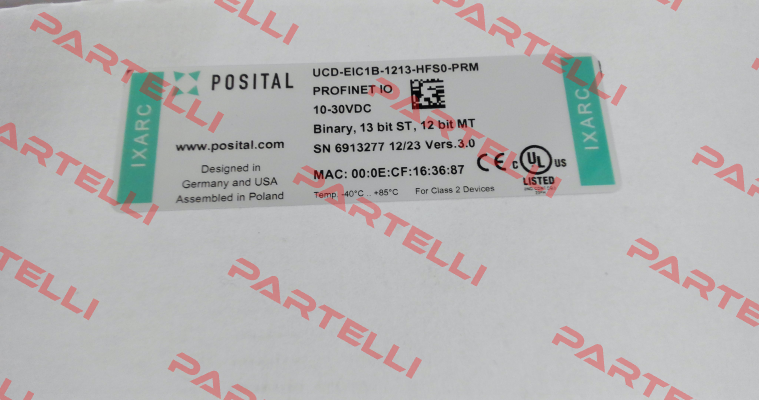 IXARC
POSITAL
www.posital.com
Designed in
Germany and USA
Assembled in Poland
UCD-EIC1B-1213-HFS0-PRM
PROFINET IO
10-30VDC
Binary, 13 bit ST, 12 bit MT
SN 6913277 12/23 Vers.3.0
MAC: 00:0E:CF:16:36:87
Temp. -40°C .. +85°C For Class 2 Devices
CE
c UL US
LISTED
IXARC
PARTELLI
PARTELLI
PARTELLI
PARTELLI
PARTELLI
PARTELLI
PARTELLI
PARTELLI
PARTELLI
PARTELLI
PARTELLI